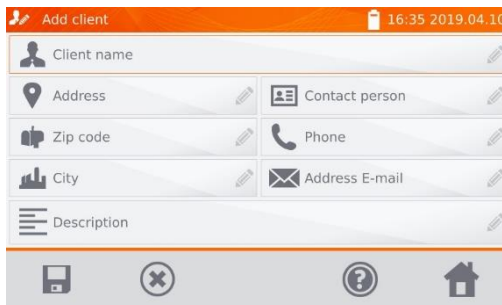 Add client 16:35 2019.04.10
Client name
Address Contact person
Zip code Phone
City Address E-mail
Description